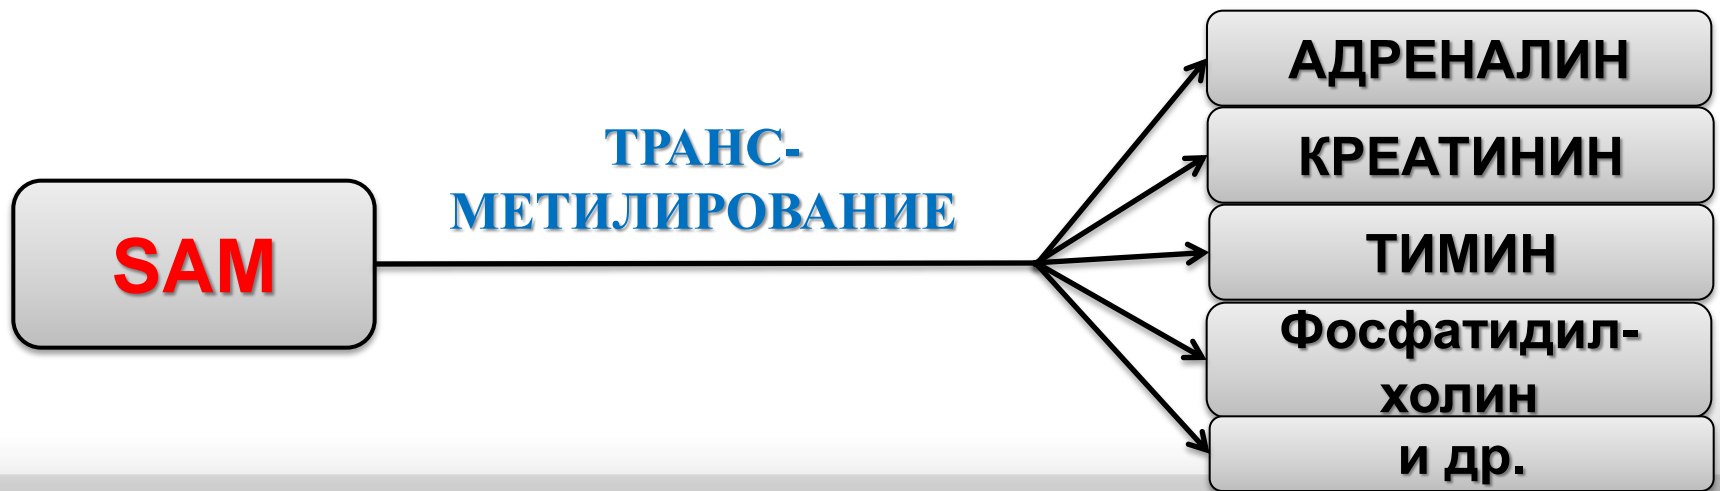 SAM
ТРАНС-
МЕТИЛИРОВАНИЕ
АДРЕНАЛИН
КРЕАТИНИН
ТИМИН
Фосфатидил-
холин
и др.